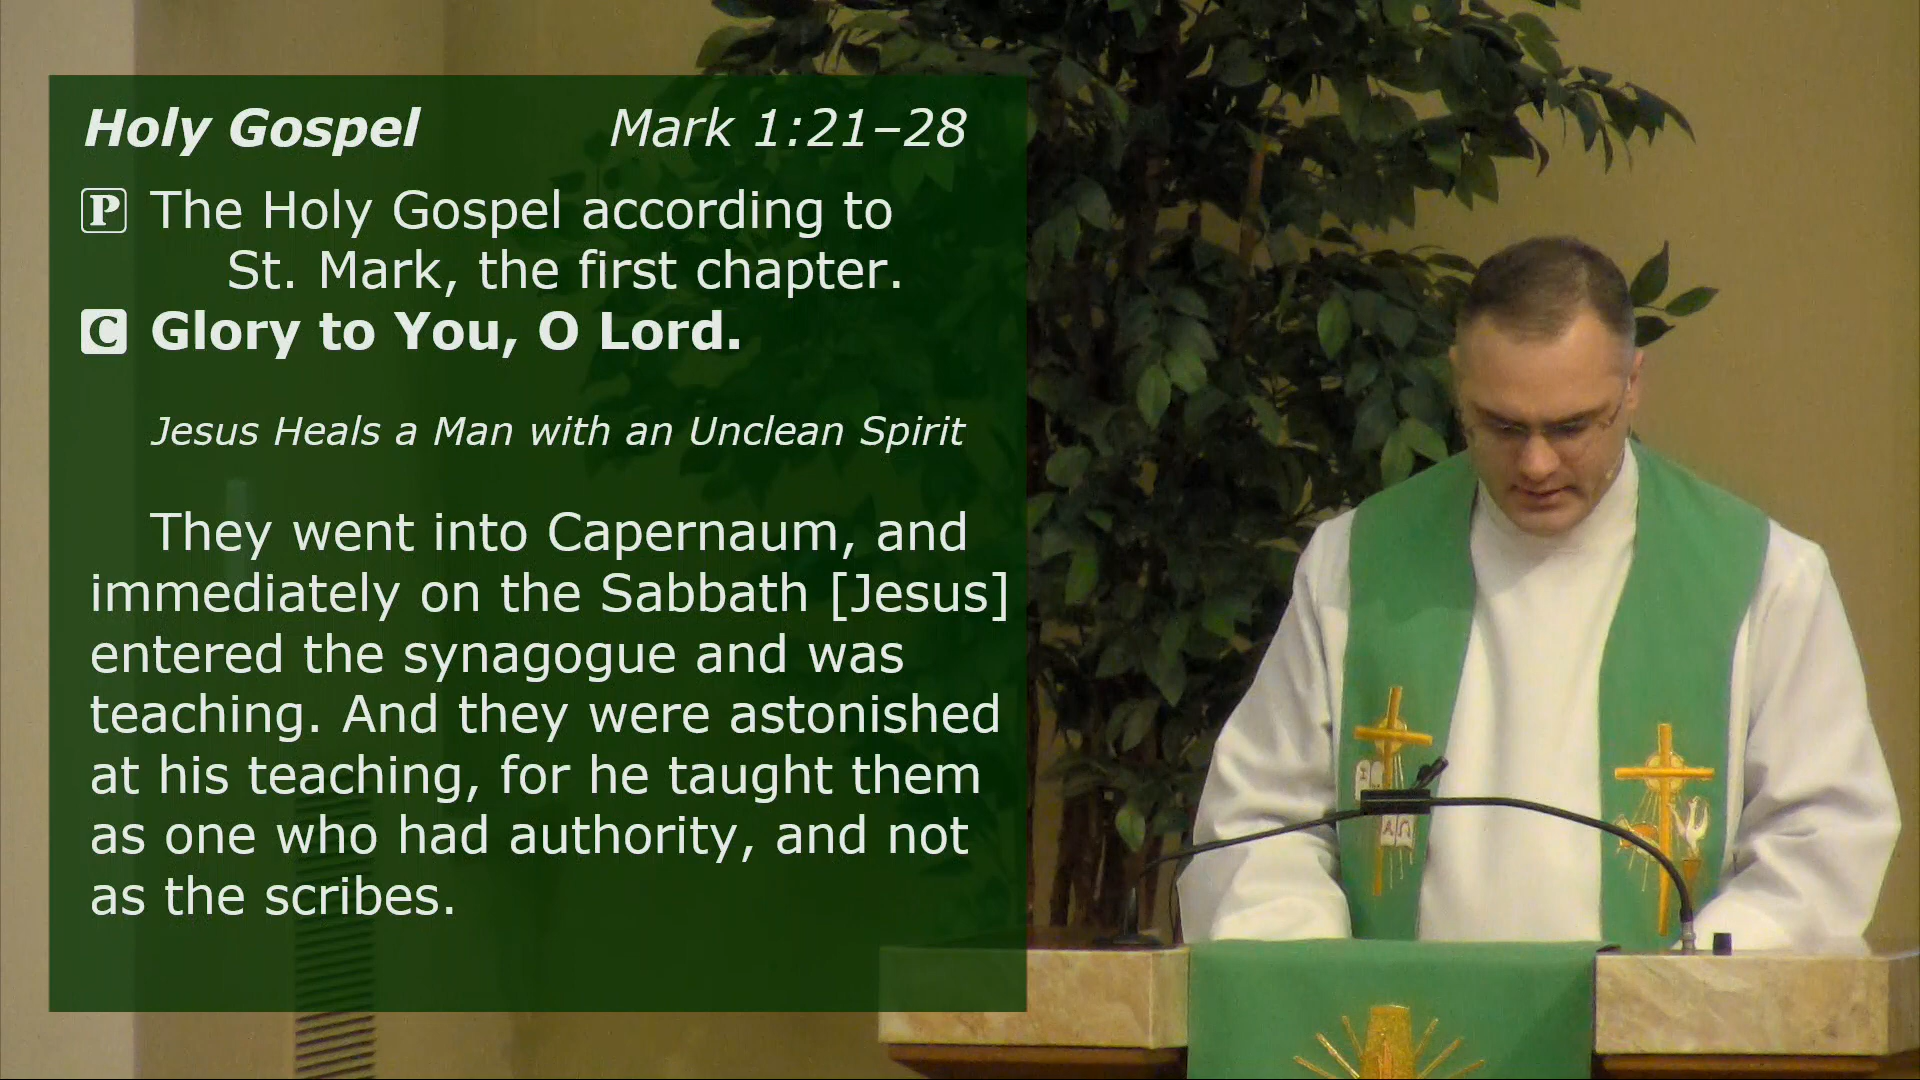 Holy Gospel Mark 1:21–28
P The Holy Gospel according to
St. Mark, the first chapter.
C Glory to You, O Lord.
Jesus Heals a Man with an Unclean Spirit
They went into Capernaum, and
immediately on the Sabbath [Jesus]
entered the synagogue and was
teaching. And they were astonished
at his teaching, for he taught them
as one who had authority, and not
as the scribes.
ΑΩ